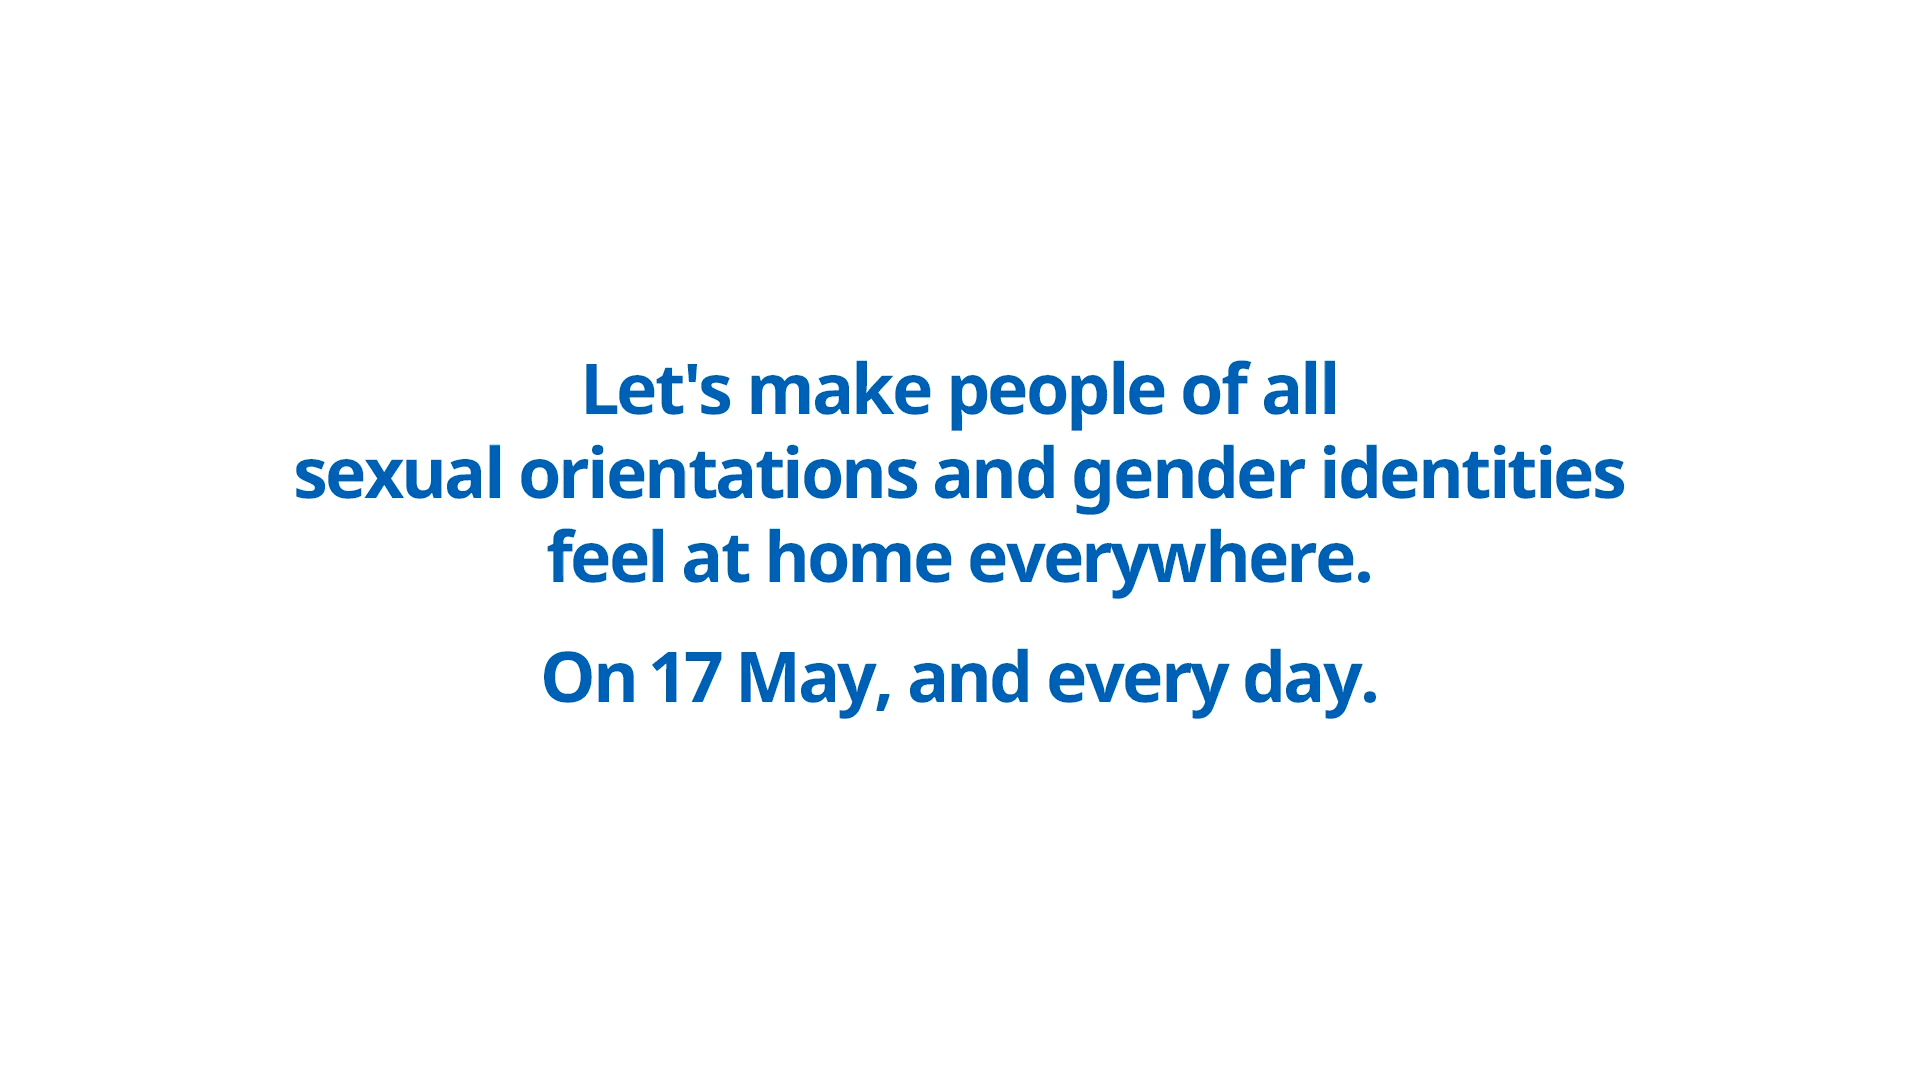 Let's make people of all
sexual orientations and gender identities
feel at home everywhere.
On 17 May, and every day.